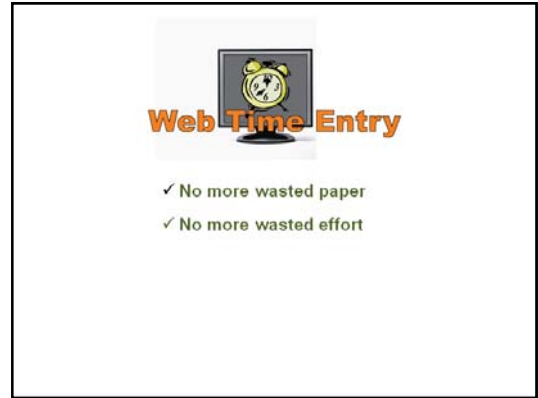 Web Time Entry
✓ No more wasted paper
✓ No more wasted effort